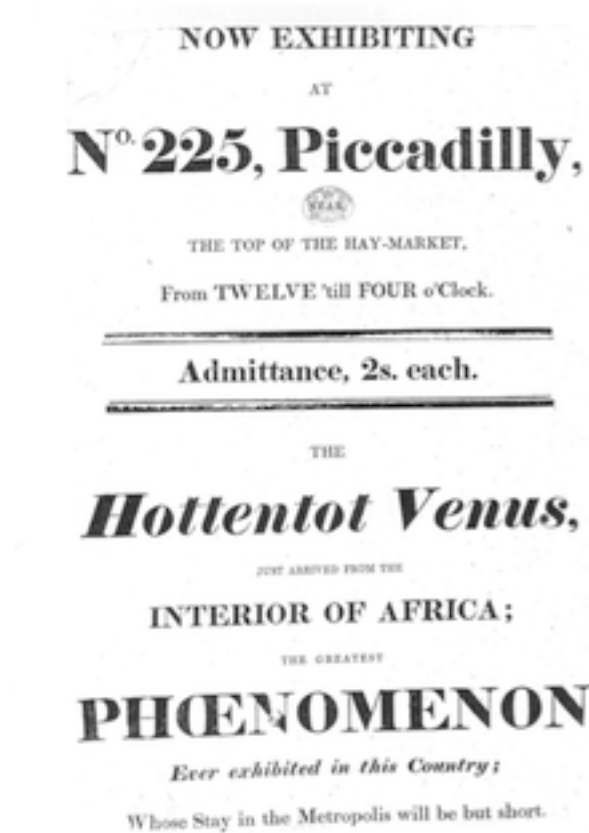 NOW EXHIBITING
AT
No. 225, Piccadilly,
NEAR
THE TOP OF THE HAY-MARKET,
From TWELVE 'till FOUR o'Clock.
Admittance, 2s. each.
THE
Hottentot Venus,
JUST ARRIVED FROM THE
INTERIOR OF AFRICA;
THE GREATEST
PHŒNOMENON
Ever exhibited in this Country;
Whose Stay in the Metropolis will be but short.